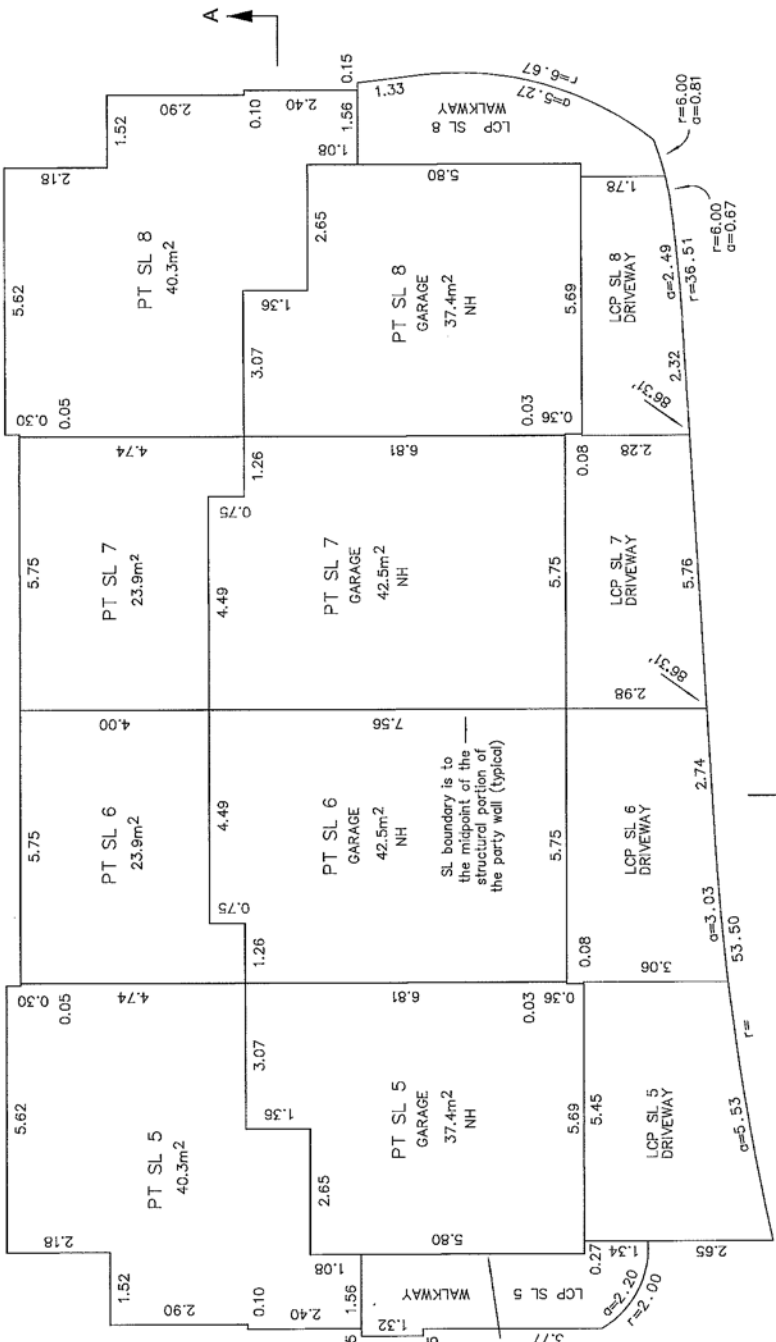 A
2.90
1.52
2.18
0.10
2.40
0.15
1.56
1.08
1.33
a=5.27
r=6.67
LCP SL 8
WALKWAY
r=6.00
a=0.81
r=6.00
a=0.67
5.62
PT SL 8
40.3m²
2.65
5.80
1.78
1.36
PT SL 8
GARAGE
37.4m²
NH
5.69
LCP SL 8
DRIVEWAY
a=2.49
r=36.51
3.07
0.30
0.05
0.03
0.36
2.32
86°31'
4.74
1.26
6.81
0.08
2.28
0.75
5.75
PT SL 7
23.9m²
4.49
PT SL 7
GARAGE
42.5m²
NH
5.75
LCP SL 7
DRIVEWAY
5.76
86°31'
4.00
7.56
2.98
5.75
PT SL 6
23.9m²
4.49
PT SL 6
GARAGE
42.5m²
NH
SL boundary is to
the midpoint of the
structural portion of
the party wall (typical)
5.75
LCP SL 6
DRIVEWAY
2.74
a=3.03
53.50
r=
0.75
1.26
0.08
0.30
0.05
4.74
6.81
0.03
0.36
3.06
3.07
5.62
PT SL 5
40.3m²
1.36
PT SL 5
GARAGE
37.4m²
NH
5.69
5.45
LCP SL 5
DRIVEWAY
a=5.53
2.65
2.18
5.80
1.08
0.27
1.34
2.65
1.52
2.90
0.10
2.40
1.56
1.32
WALKWAY
LCP SL 5
a=2.20
r=2.00
3.77